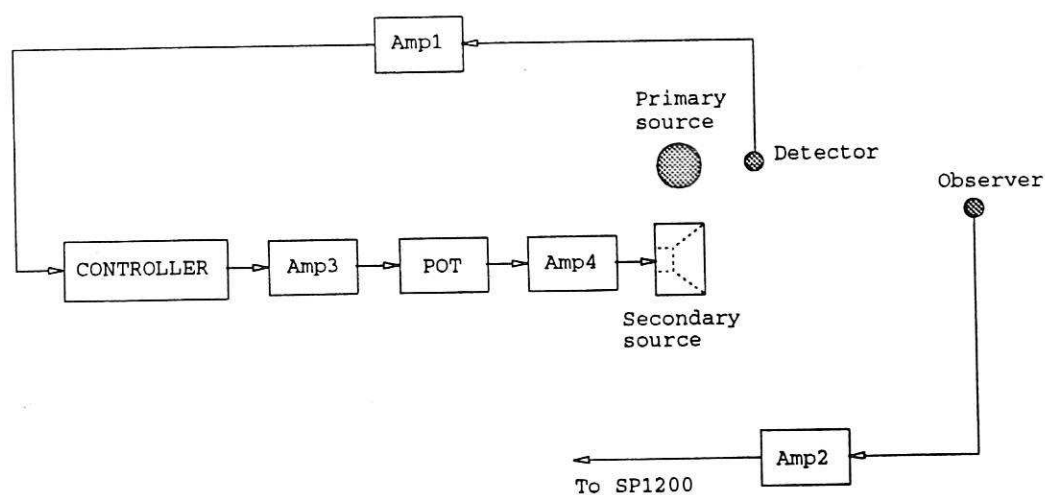 Amp1
Primary
source
Detector
Observer
CONTROLLER
Amp3
POT
Amp4
Secondary
source
Amp2
To SP1200